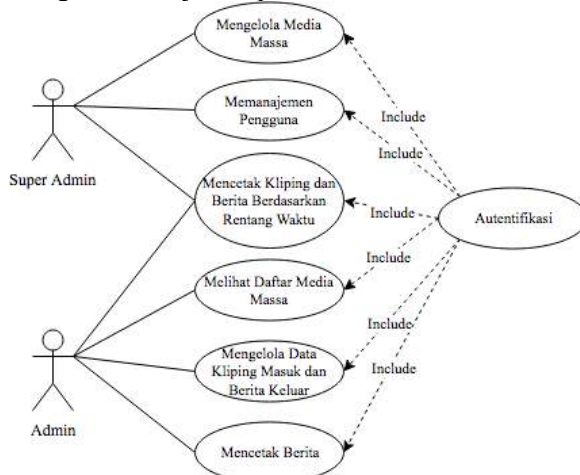 Mengelola Media
Massa
Memanajemen
Pengguna
Include
Include
Super Admin
Mencetak Kliping dan
Berita Berdasarkan
Rentang Waktu
Include
Autentifikasi
Melihat Daftar Media
Massa
Include
Include
Mengelola Data
Kliping Masuk dan
Berita Keluar
Include
Admin
Mencetak Berita